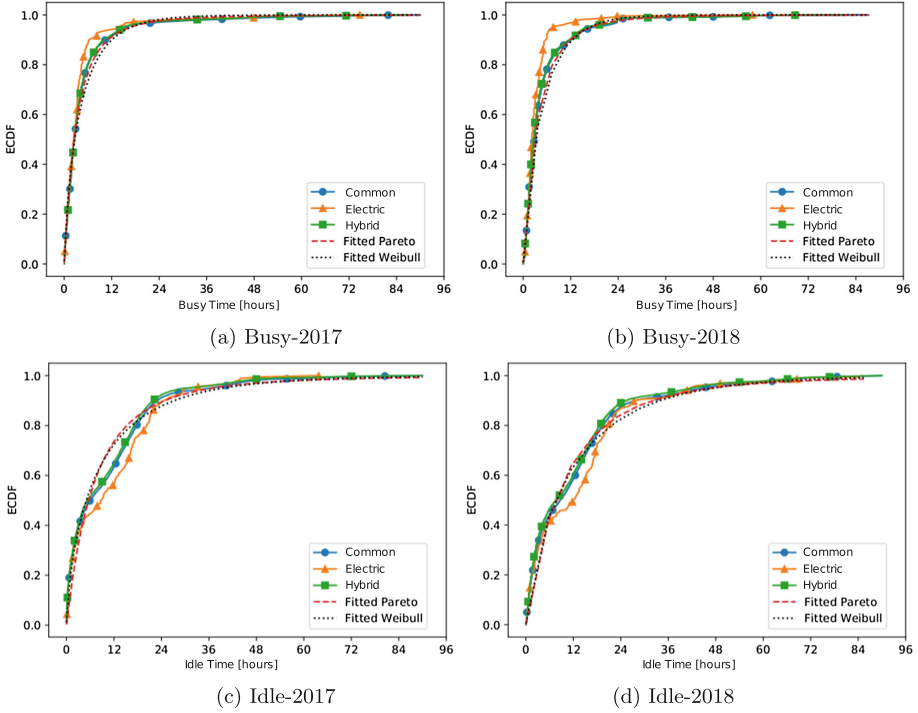 1.0
0.8
0.6
0.4
0.2
0.0
ECDF
Common
Electric
Hybrid
Fitted Pareto
Fitted Weibull
0 12 24 36 48 60 72 84 96
Busy Time [hours]
(a) Busy-2017
1.0
0.8
0.6
0.4
0.2
0.0
ECDF
Common
Electric
Hybrid
Fitted Pareto
Fitted Weibull
0 12 24 36 48 60 72 84 96
Busy Time [hours]
(b) Busy-2018
1.0
0.8
0.6
0.4
0.2
0.0
ECDF
Common
Electric
Hybrid
Fitted Pareto
Fitted Weibull
0 12 24 36 48 60 72 84 96
Idle Time [hours]
(c) Idle-2017
1.0
0.8
0.6
0.4
0.2
0.0
ECDF
Common
Electric
Hybrid
Fitted Pareto
Fitted Weibull
0 12 24 36 48 60 72 84 96
Idle Time [hours]
(d) Idle-2018